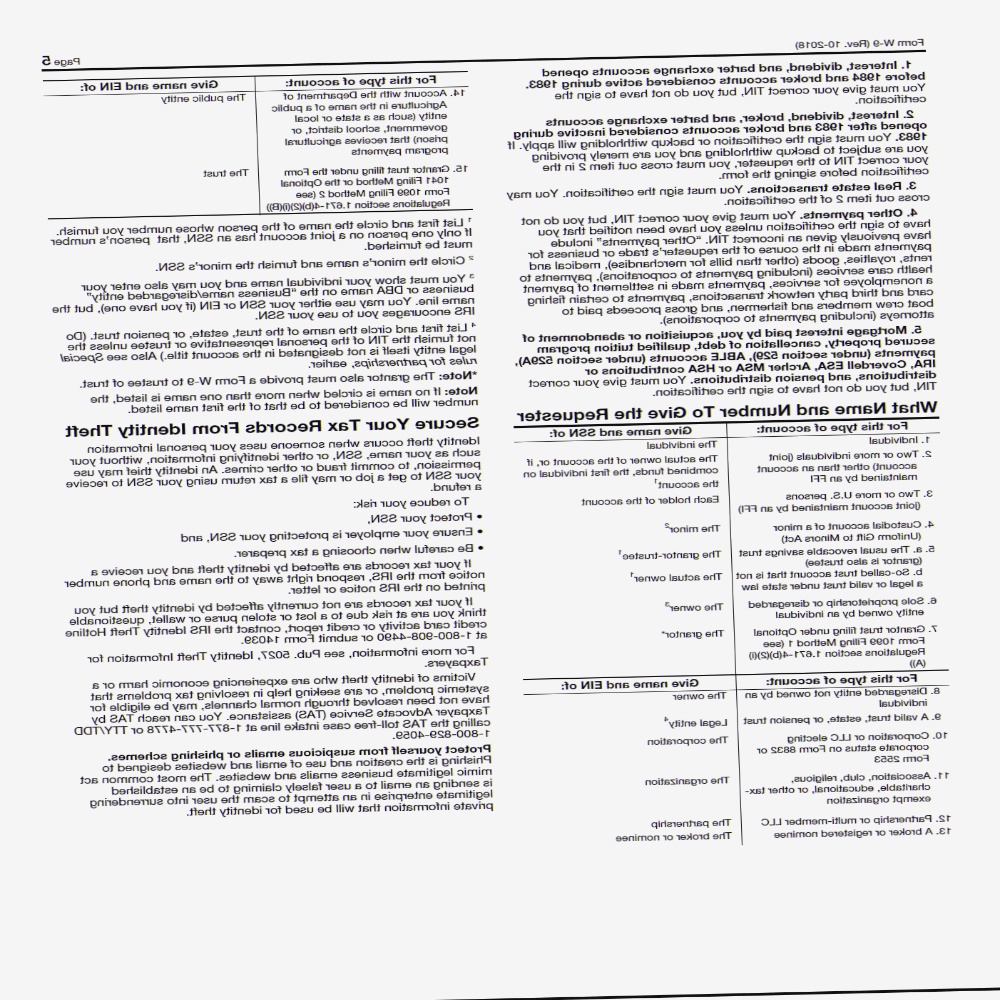 Form W-9 (Rev. 10-2018)
Page 5
1. Interest, dividend, and barter exchange accounts opened
before 1984 and broker accounts considered active during 1983.
You must give your correct TIN, but you do not have to sign the
certification.
2. Interest, dividend, broker, and barter exchange accounts
opened after 1983 and broker accounts considered inactive during
1983. You must sign the certification or backup withholding will apply. If
you are subject to backup withholding and you are merely providing
your correct TIN to the requester, you must cross out item 2 in the
certification before signing the form.
3. Real estate transactions. You must sign the certification. You may
cross out item 2 of the certification.
4. Other payments. You must give your correct TIN, but you do not
have to sign the certification unless you have been notified that you
have previously given an incorrect TIN. “Other payments” include
payments made in the course of the requester’s trade or business for
rents, royalties, goods (other than bills for merchandise), medical and
health care services (including payments to corporations), payments to
a nonemployee for services, payments made in settlement of payment
card and third party network transactions, payments to certain fishing
boat crew members and fishermen, and gross proceeds paid to
attorneys (including payments to corporations).
5. Mortgage interest paid by you, acquisition or abandonment of
secured property, cancellation of debt, qualified tuition program
payments (under section 529), ABLE accounts (under section 529A),
IRA, Coverdell ESA, Archer MSA or HSA contributions or
distributions, and pension distributions. You must give your correct
TIN, but you do not have to sign the certification.
What Name and Number To Give the Requester
For this type of account: Give name and SSN of:
1. Individual The individual
2. Two or more individuals (joint The actual owner of the account or, if
account) other than an account combined funds, the first individual on
maintained by an FFI the account¹
3. Two or more U.S. persons Each holder of the account
(joint account maintained by an FFI)
4. Custodial account of a minor The minor²
(Uniform Gift to Minors Act)
5. a. The usual revocable savings trust The grantor-trustee¹
(grantor is also trustee)
b. So-called trust account that is not The actual owner¹
a legal or valid trust under state law
6. Sole proprietorship or disregarded The owner³
entity owned by an individual
7. Grantor trust filing under Optional The grantor*
Form 1099 Filing Method 1 (see
Regulations section 1.671-4(b)(2)(i)
(A))
For this type of account: Give name and EIN of:
8. Disregarded entity not owned by an The owner
individual
9. A valid trust, estate, or pension trust Legal entity⁴
10. Corporation or LLC electing The corporation
corporate status on Form 8832 or
Form 2553
11. Association, club, religious, The organization
charitable, educational, or other tax-
exempt organization
12. Partnership or multi-member LLC The partnership
13. A broker or registered nominee The broker or nominee
For this type of account: Give name and EIN of:
14. Account with the Department of The public entity
Agriculture in the name of a public
entity (such as a state or local
government, school district, or
prison) that receives agricultural
program payments
15. Grantor trust filing under the Form The trust
1041 Filing Method or the Optional
Form 1099 Filing Method 2 (see
Regulations section 1.671-4(b)(2)(i)(B))
¹ List first and circle the name of the person whose number you furnish.
If only one person on a joint account has an SSN, that person’s number
must be furnished.
² Circle the minor’s name and furnish the minor’s SSN.
³ You must show your individual name and you may also enter your
business or DBA name on the “Business name/disregarded entity”
name line. You may use either your SSN or EIN (if you have one), but the
IRS encourages you to use your SSN.
⁴ List first and circle the name of the trust, estate, or pension trust. (Do
not furnish the TIN of the personal representative or trustee unless the
legal entity itself is not designated in the account title.) Also see Special
rules for partnerships, earlier.
*Note: The grantor also must provide a Form W-9 to trustee of trust.
Note: If no name is circled when more than one name is listed, the
number will be considered to be that of the first name listed.
Secure Your Tax Records From Identity Theft
Identity theft occurs when someone uses your personal information
such as your name, SSN, or other identifying information, without your
permission, to commit fraud or other crimes. An identity thief may use
your SSN to get a job or may file a tax return using your SSN to receive
a refund.
To reduce your risk:
• Protect your SSN,
• Ensure your employer is protecting your SSN, and
• Be careful when choosing a tax preparer.
If your tax records are affected by identity theft and you receive a
notice from the IRS, respond right away to the name and phone number
printed on the IRS notice or letter.
If your tax records are not currently affected by identity theft but you
think you are at risk due to a lost or stolen purse or wallet, questionable
credit card activity or credit report, contact the IRS Identity Theft Hotline
at 1-800-908-4490 or submit Form 14039.
For more information, see Pub. 5027, Identity Theft Information for
Taxpayers.
Victims of identity theft who are experiencing economic harm or a
systemic problem, or are seeking help in resolving tax problems that
have not been resolved through normal channels, may be eligible for
Taxpayer Advocate Service (TAS) assistance. You can reach TAS by
calling the TAS toll-free case intake line at 1-877-777-4778 or TTY/TDD
1-800-829-4059.
Protect yourself from suspicious emails or phishing schemes.
Phishing is the creation and use of email and websites designed to
mimic legitimate business emails and websites. The most common act
is sending an email to a user falsely claiming to be an established
legitimate enterprise in an attempt to scam the user into surrendering
private information that will be used for identity theft.